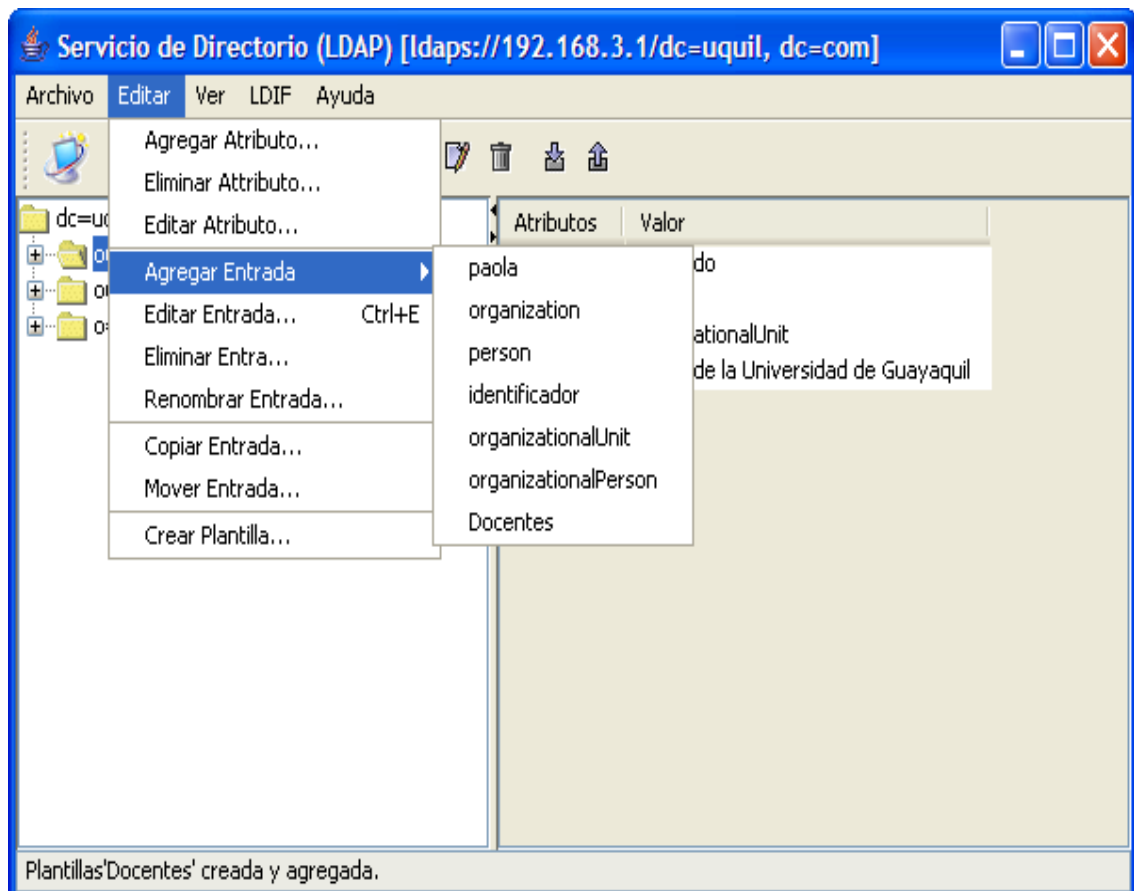 Servicio de Directorio (LDAP) [ldaps://192.168.3.1/dc=uquil, dc=com]
Archivo Editar Ver LDIF Ayuda
Agregar Atributo...
Eliminar Attributo...
Editar Atributo...
Agregar Entrada
Editar Entrada... Ctrl+E
Eliminar Entra...
Renombrar Entrada...
Copiar Entrada...
Mover Entrada...
Crear Plantilla...
paola
organization
person
identificador
organizationalUnit
organizationalPerson
Docentes
Atributos Valor
de la Universidad de Guayaquil
Plantillas'Docentes' creada y agregada.